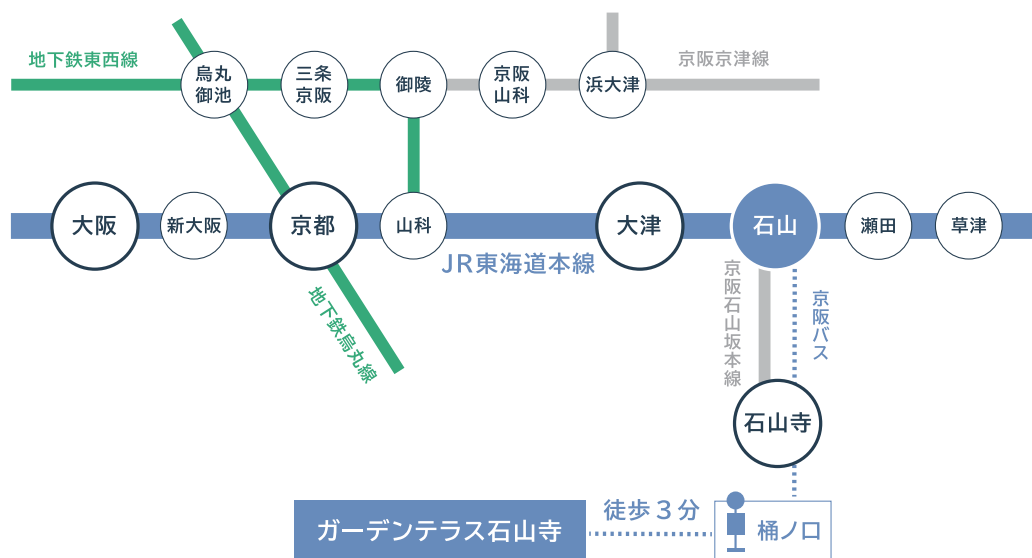 地下鉄東西線
京阪京津線
烏丸
御池
三条
京阪
御陵
京阪
山科
浜大津
大阪
新大阪
京都
山科
大津
石山
瀬田
草津
JR東海道本線
地下鉄烏丸線
京阪石山坂本線
京阪バス
石山寺
ガーデンテラス石山寺
徒歩3分
桶ノ口